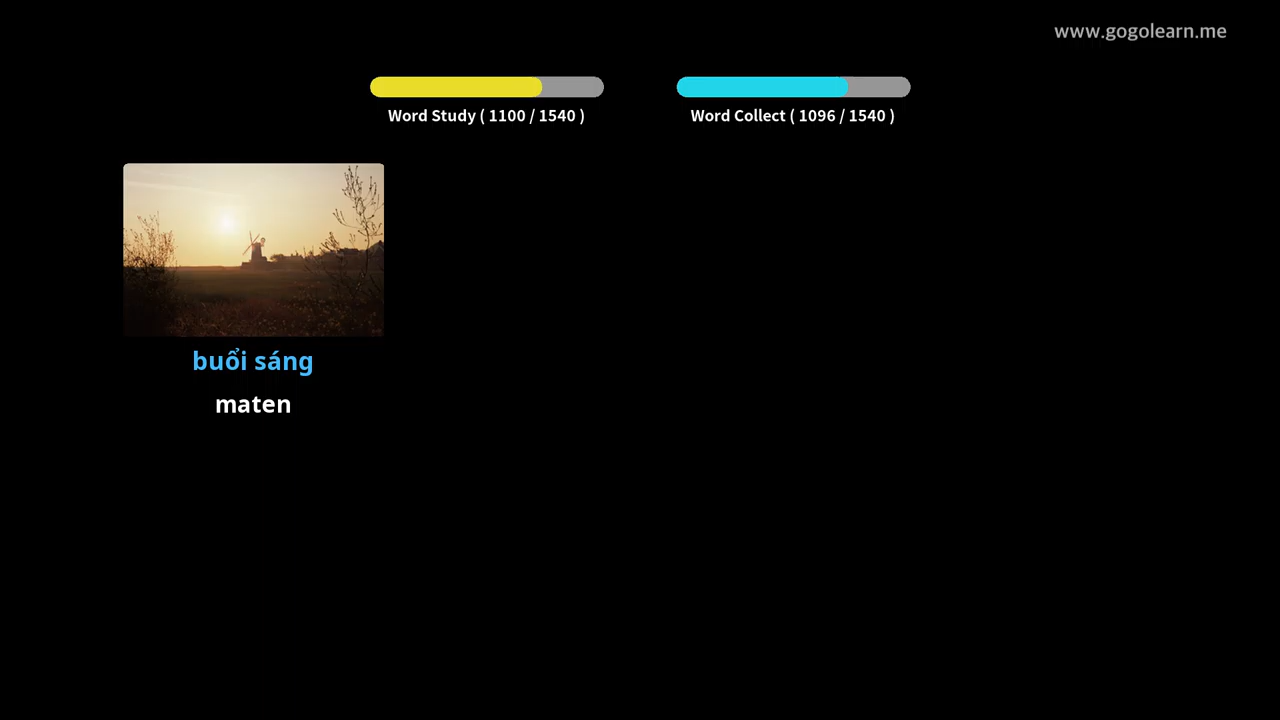 www.gogolearn.me
Word Study ( 1100 / 1540 )
Word Collect ( 1096 / 1540 )
buổi sáng
maten